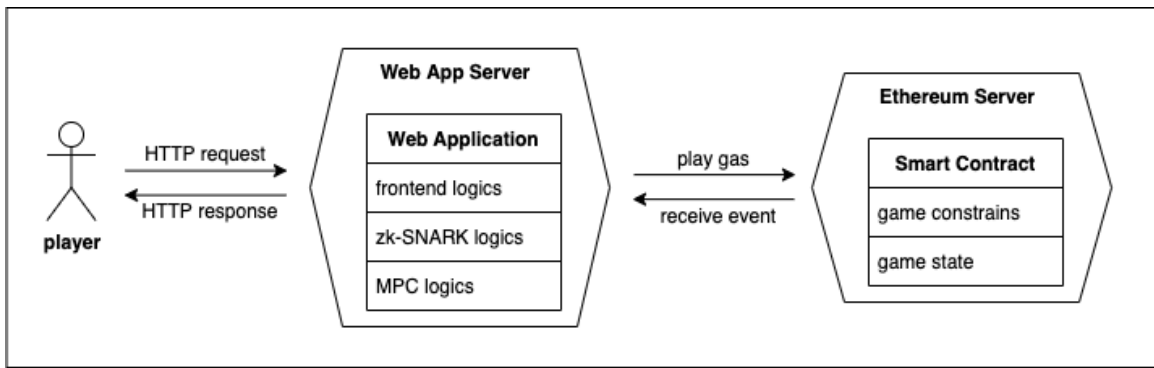 player
HTTP request
HTTP response
Web App Server
Web Application
frontend logics
zk-SNARK logics
MPC logics
play gas
receive event
Ethereum Server
Smart Contract
game constrains
game state